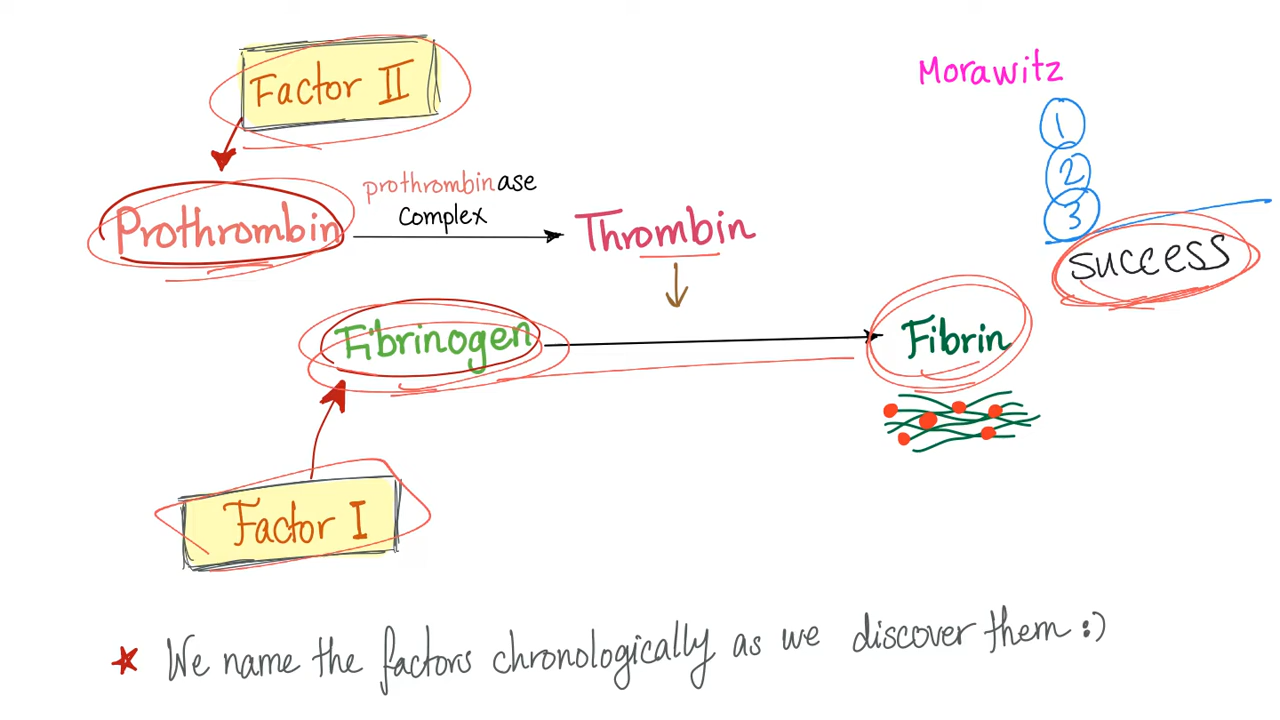 Factor II
Morawitz
1
2
3
success
prothrombinase
complex
Prothrombin
Thrombin
Fibrinogen
Fibrin
Factor I
We name the factors chronologically as we discover them :)